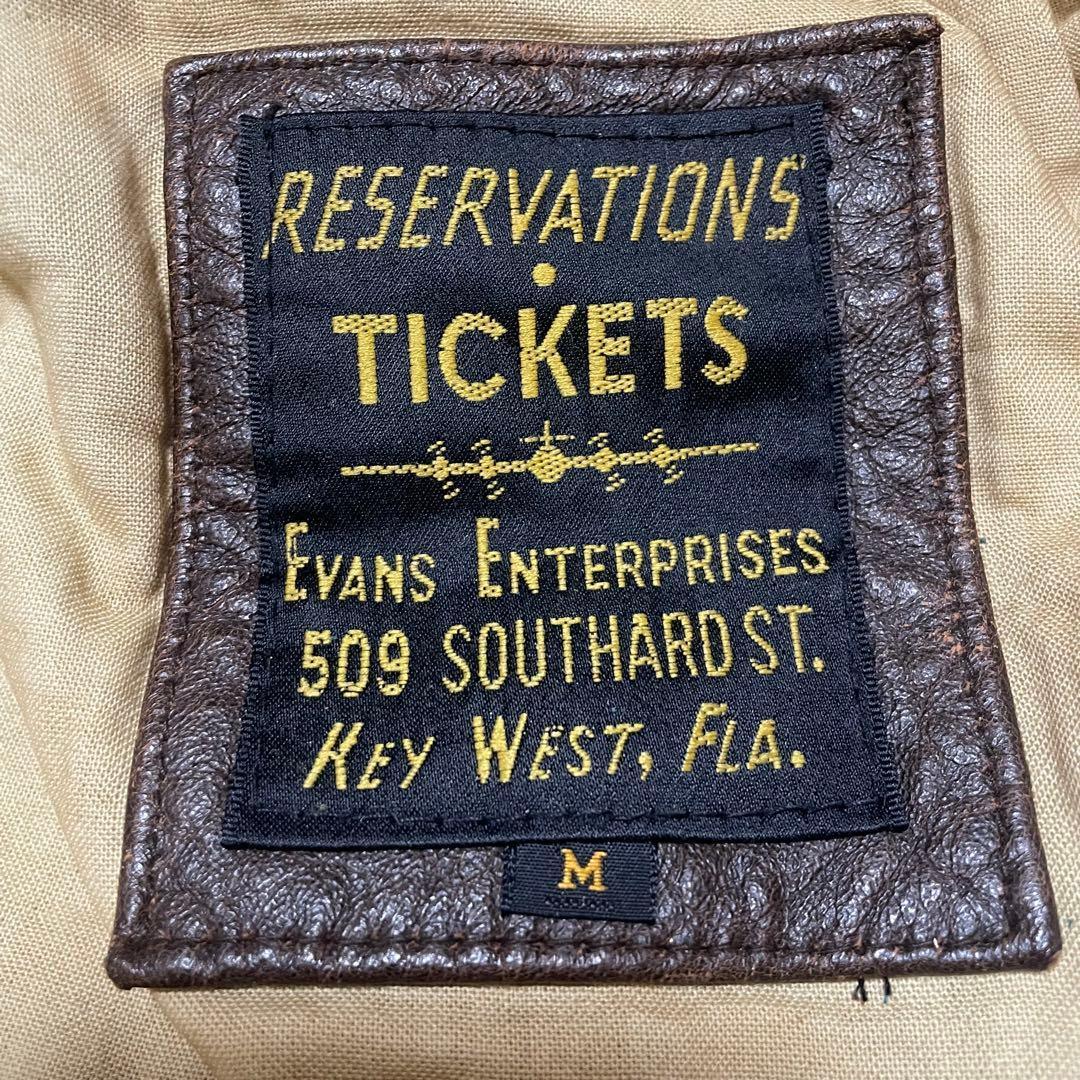 RESERVATIONS
•
TICKETS
EVANS ENTERPRISES
509 SOUTHARD ST.
KEY WEST, FLA.
M